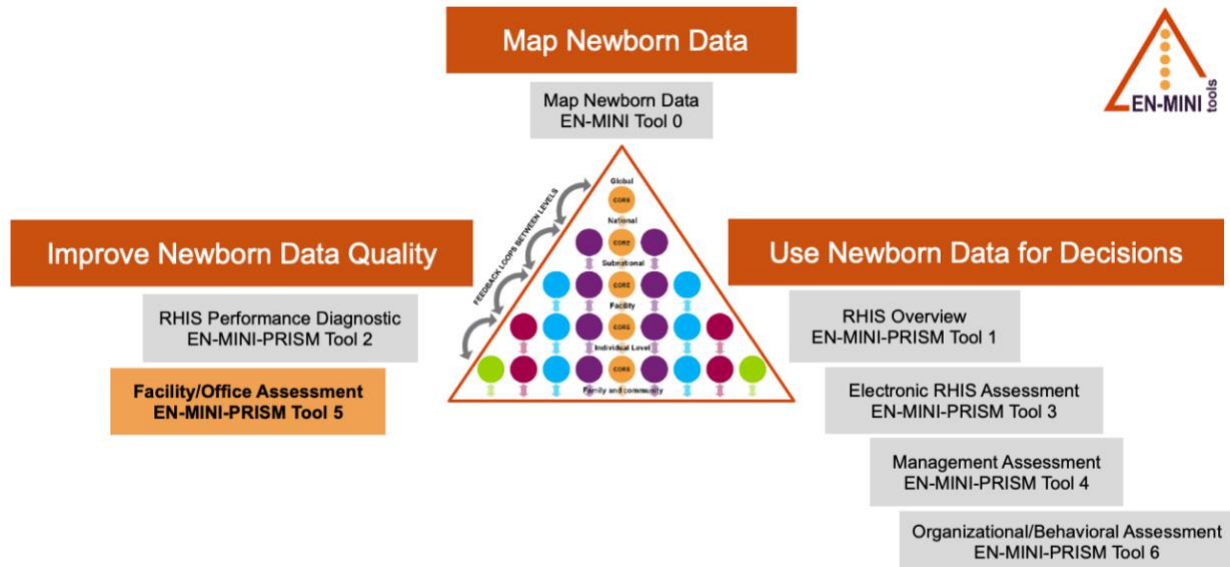 Map Newborn Data
Map Newborn Data
EN-MINI Tool 0
EN-MINI
tools
FEEDBACK LOOPS BETWEEN LEVELS
Global
CORE
National
CORE
Subnational
CORE
Facility
CORE
Individual Level
CORE
Family and community
Improve Newborn Data Quality
RHIS Performance Diagnostic
EN-MINI-PRISM Tool 2
Facility/Office Assessment
EN-MINI-PRISM Tool 5
Use Newborn Data for Decisions
RHIS Overview
EN-MINI-PRISM Tool 1
Electronic RHIS Assessment
EN-MINI-PRISM Tool 3
Management Assessment
EN-MINI-PRISM Tool 4
Organizational/Behavioral Assessment
EN-MINI-PRISM Tool 6